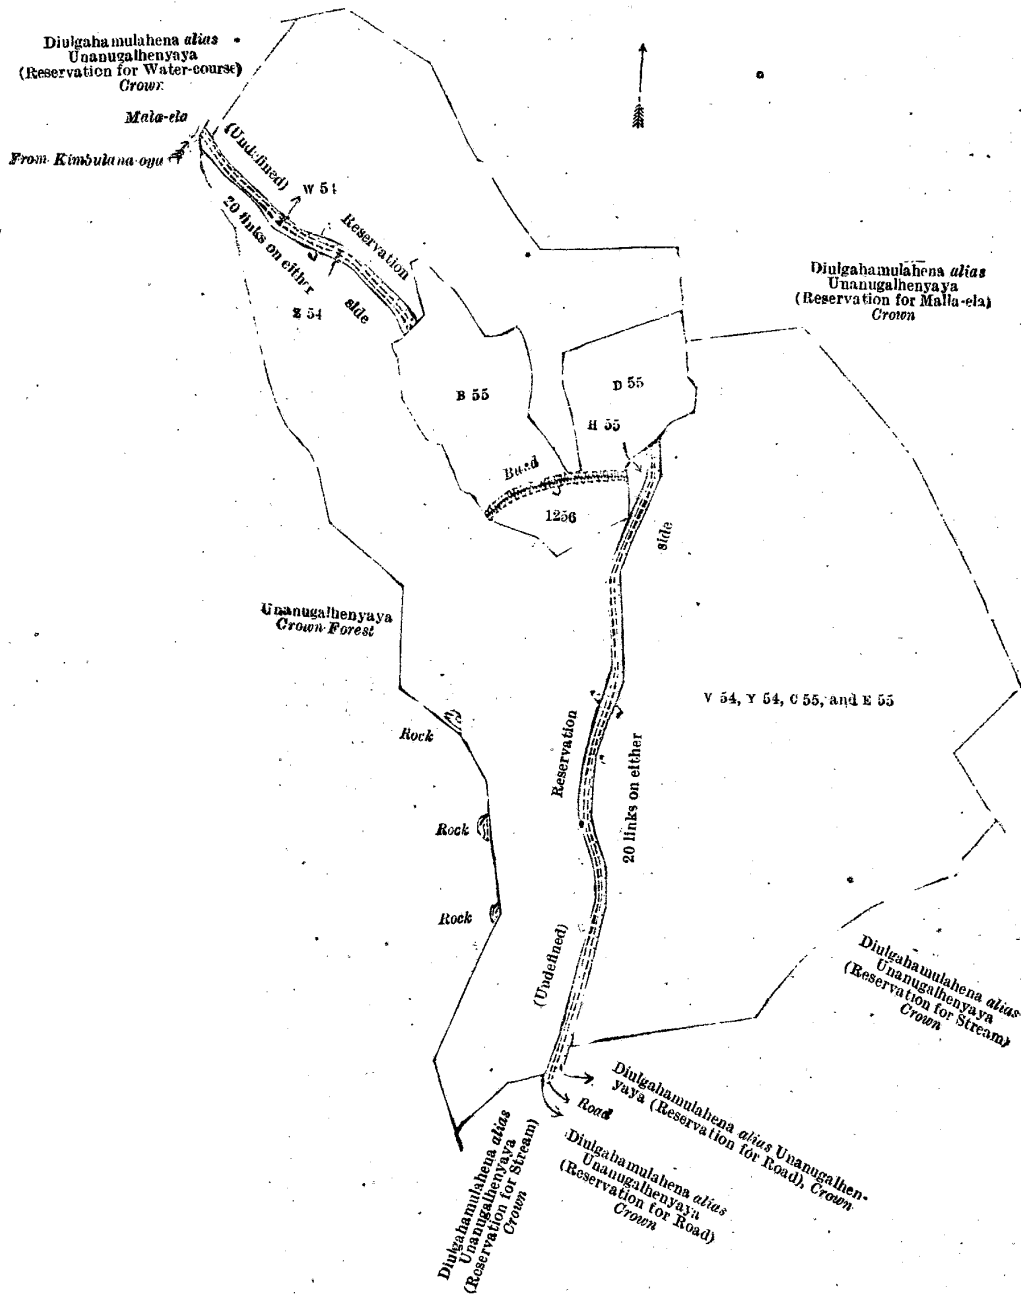 Diulgahamulahena alias
Unanugalhenyaya
(Reservation for Water-course)
Crown
Mala-ela
From Kimbulana-oya
(Undefined)
W 54
Reservation
20 links on either side
Z 54
Diulgahamulahena alias
Unanugalhenyaya
(Reservation for Malla-ela)
Crown
B 55
D 55
H 55
Bund
1256
side
Unanugalhenyaya
Crown Forest
V 54, Y 54, C 55, and E 55
Rock
Reservation
20 links on either
Rock
Rock
(Undefined)
Diulgahamulahena alias
Unanugalhenyaya
(Reservation for Stream)
Crown
Diulgahamulahena alias Unanugalhen-
yaya (Reservation for Road), Crown
Road
Diulgahamulahena alias
Unanugalhenyaya
(Reservation for Road)
Crown
Diulgahamulahena alias
Unanugalhenyaya
(Reservation for Stream)
Crown